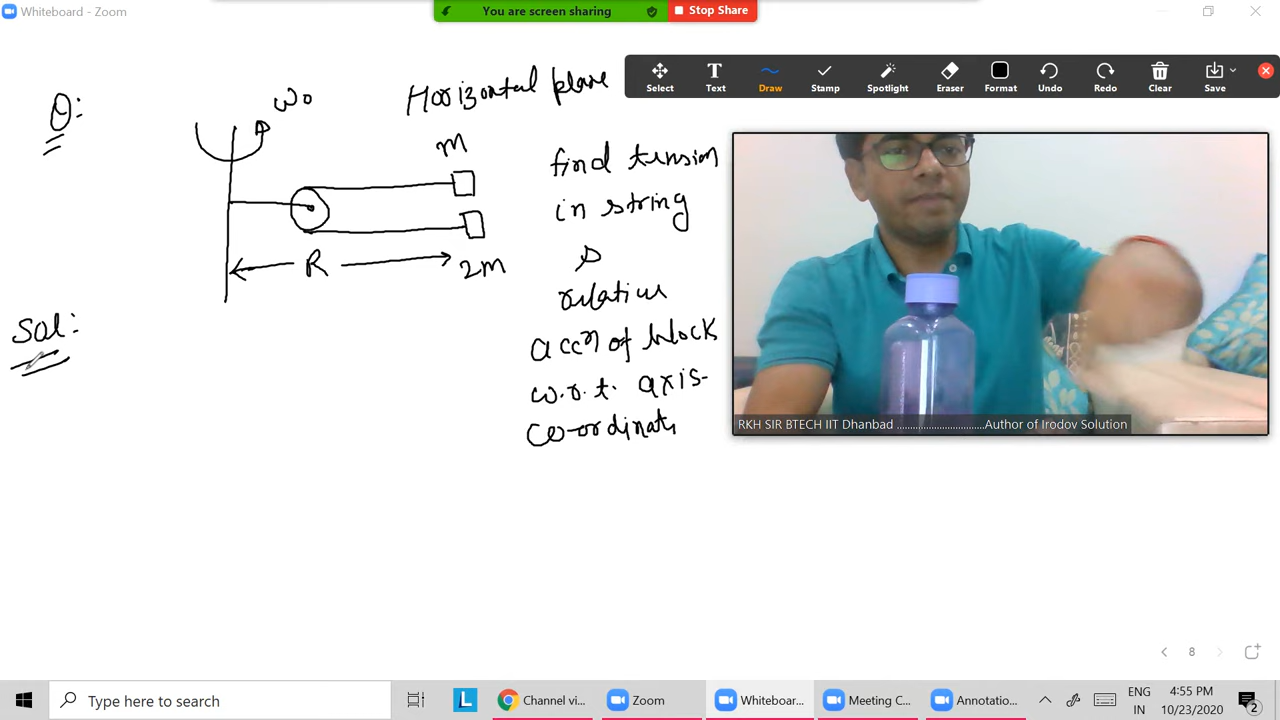 Whiteboard - Zoom
You are screen sharing
Stop Share
Select
Text
Draw
Stamp
Spotlight
Eraser
Format
Undo
Redo
Clear
Save
Q:
ω₀
Horizontal plane
m
R
2m
find tension
in string
&
relative
accn of block
w.r.t. axis
co-ordinate
Sol:
RKH SIR BTECH IIT Dhanbad ..............................Author of Irodov Solution
8
Type here to search
L
Channel vi...
Zoom
Whiteboar...
Meeting C...
Annotatio...
ENG
IN
4:55 PM
10/23/2020
2